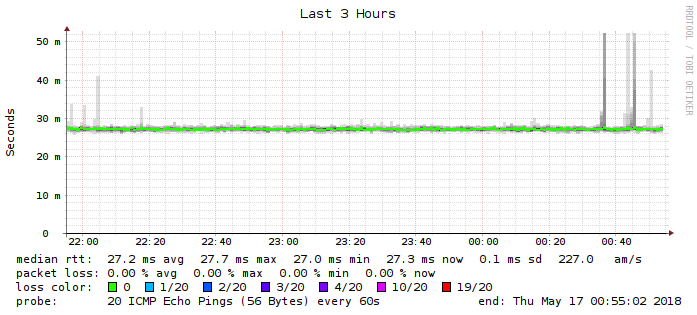 Last 3 Hours
RRDTOOL / TOBI OETIKER
Seconds
50 m
40 m
30 m
20 m
10 m
0
22:00 22:20 22:40 23:00 23:20 23:40 00:00 00:20 00:40
median rtt: 27.2 ms avg 27.7 ms max 27.0 ms min 27.3 ms now 0.1 ms sd 227.0 am/s
packet loss: 0.00 % avg 0.00 % max 0.00 % min 0.00 % now
loss color: 0 1/20 2/20 3/20 4/20 10/20 19/20
probe: 20 ICMP Echo Pings (56 Bytes) every 60s end: Thu May 17 00:55:02 2018